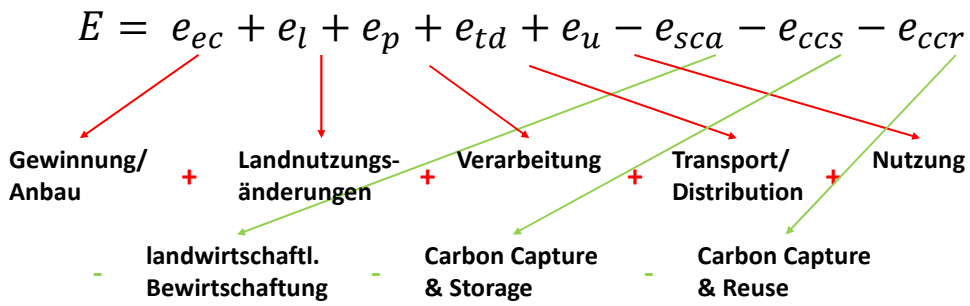 E = e_ec + e_l + e_p + e_td + e_u − e_sca − e_ccs − e_ccr
Gewinnung/
Anbau
+
Landnutzungs-
änderungen
+
Verarbeitung
+
Transport/
Distribution
+
Nutzung
-
landwirtschaftl.
Bewirtschaftung
-
Carbon Capture
& Storage
-
Carbon Capture
& Reuse